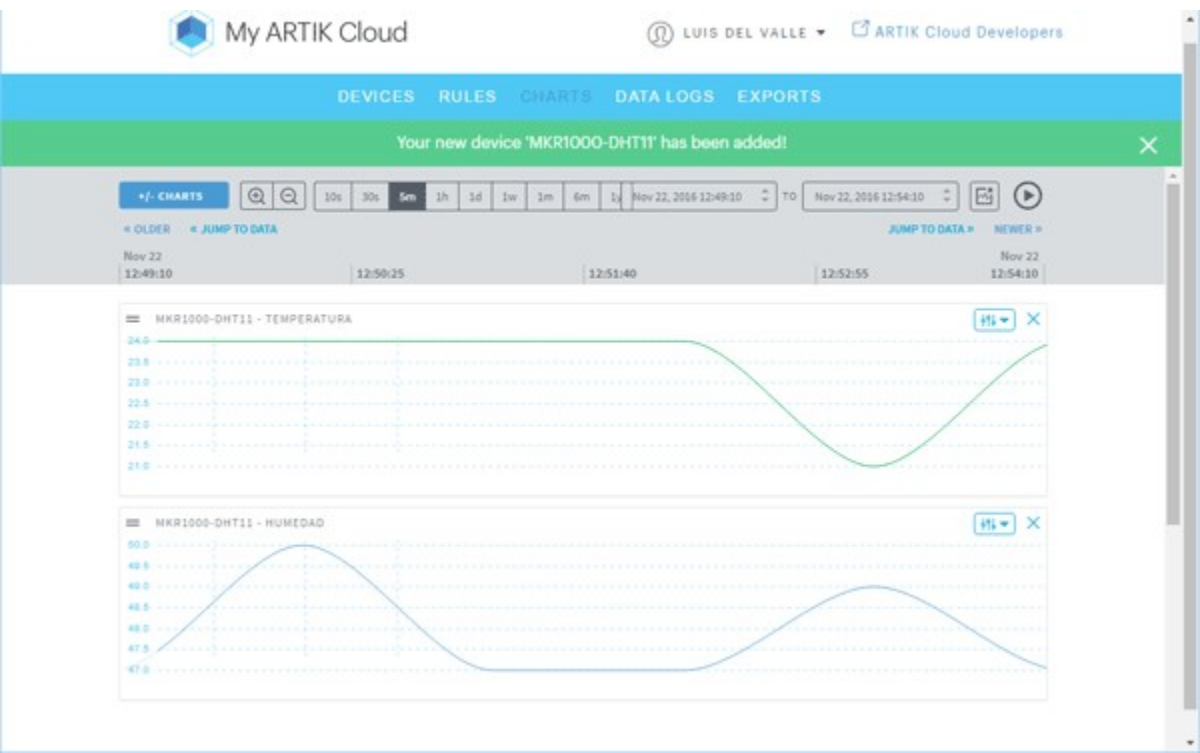 My ARTIK Cloud
LUIS DEL VALLE
ARTIK Cloud Developers
DEVICES RULES CHARTS DATA LOGS EXPORTS
Your new device 'MKR1000-DHT11' has been added!
+/- CHARTS
10s 30s 5m 1h 1d 1w 1m 6m 1y Nov 22, 2016 12:49:10 TO Nov 22, 2016 12:54:10
« OLDER « JUMP TO DATA JUMP TO DATA » NEWER »
Nov 22 Nov 22
12:49:10 12:50:25 12:51:40 12:52:55 12:54:10
MKR1000-DHT11 - TEMPERATURA
24.0
23.5
23.0
22.5
22.0
21.5
21.0
MKR1000-DHT11 - HUMEDAD
50.0
49.5
49.0
48.5
48.0
47.5
47.0